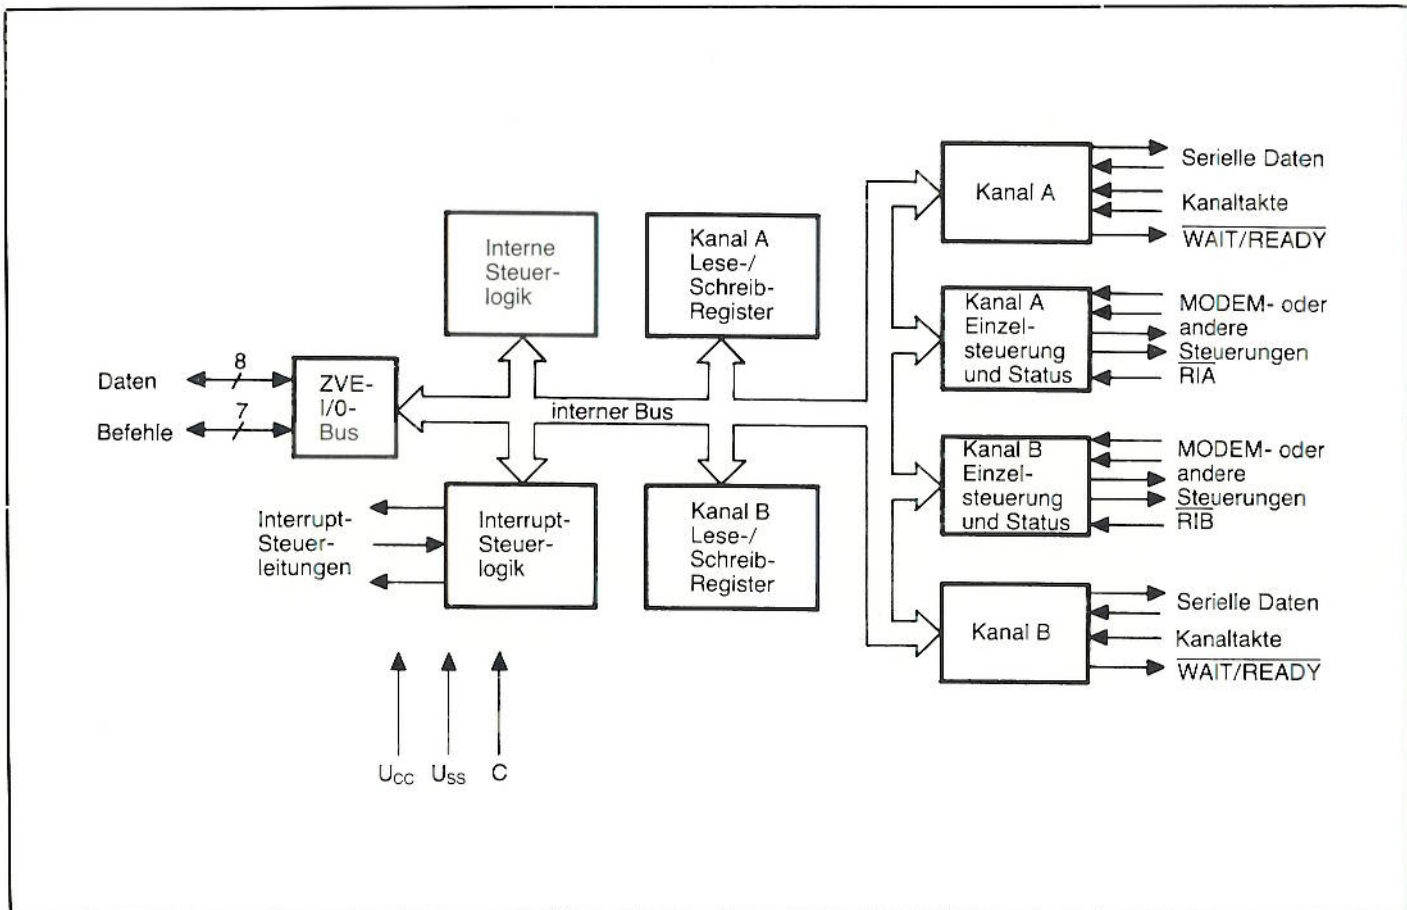 Interne
Steuer-
logik
Kanal A
Lese-/
Schreib-
Register
Kanal A
Serielle Daten
Kanaltakte
WAIT/READY
Kanal A
Einzel-
steuerung
und Status
MODEM- oder
andere
Steuerungen
RIA
Daten
8
Befehle
7
ZVE-
I/0-
Bus
interner Bus
Kanal B
Einzel-
steuerung
und Status
MODEM- oder
andere
Steuerungen
RIB
Interrupt-
Steuer-
leitungen
Interrupt-
Steuer-
logik
Kanal B
Lese-/
Schreib-
Register
Kanal B
Serielle Daten
Kanaltakte
WAIT/READY
UCC USS C